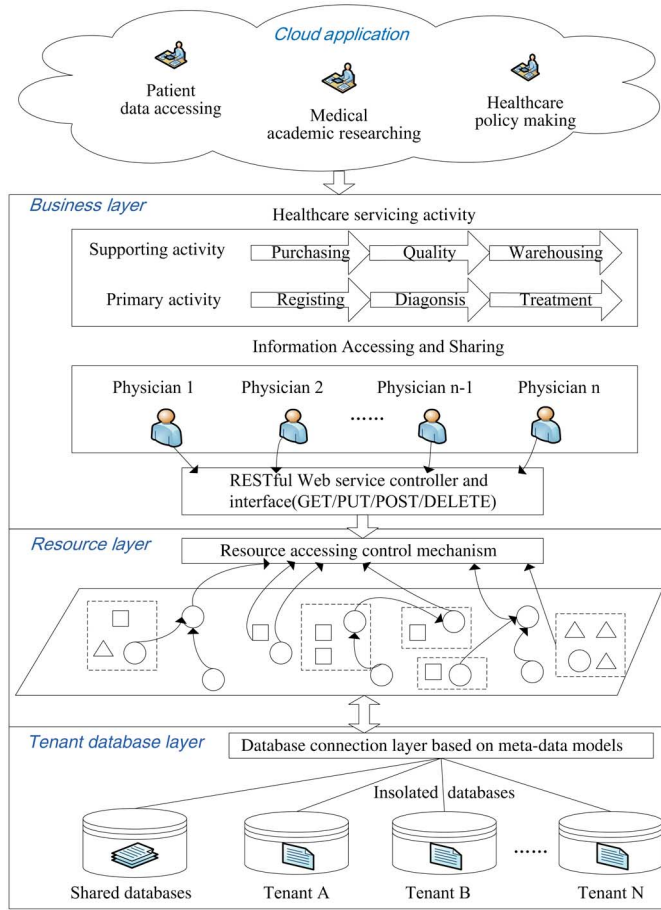 Cloud application
Patient
data accessing
Medical
academic researching
Healthcare
policy making
Business layer
Healthcare servicing activity
Supporting activity
Purchasing
Quality
Warehousing
Primary activity
Registing
Diagonsis
Treatment
Information Accessing and Sharing
Physician 1
Physician 2
......
Physician n-1
Physician n
RESTful Web service controller and
interface(GET/PUT/POST/DELETE)
Resource layer
Resource accessing control mechanism
Tenant database layer
Database connection layer based on meta-data models
Insolated databases
Shared databases
Tenant A
Tenant B
......
Tenant N